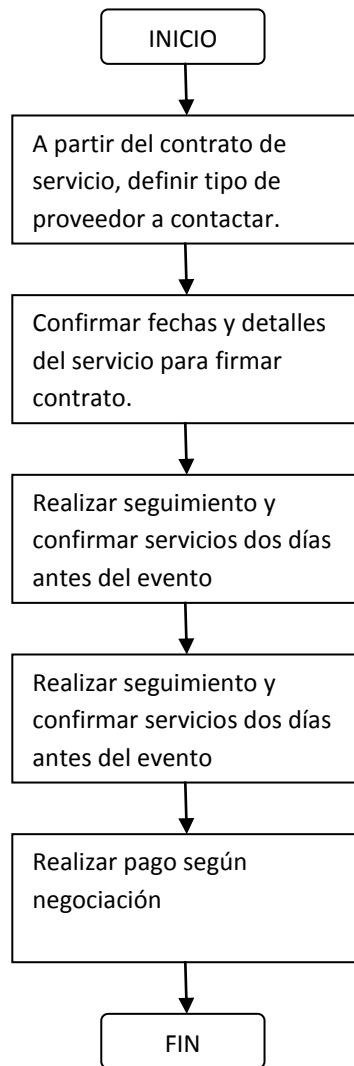 INICIO
A partir del contrato de
servicio, definir tipo de
proveedor a contactar.
Confirmar fechas y detalles
del servicio para firmar
contrato.
Realizar seguimiento y
confirmar servicios dos días
antes del evento
Realizar seguimiento y
confirmar servicios dos días
antes del evento
Realizar pago según
negociación
FIN